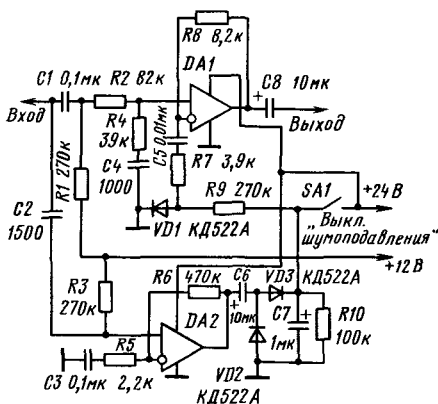 R8 8,2к
C1 0,1мк R2 82к
DA1
C8 10мк
+
Вход
Выход
R4
39к
C5 0,01мк
R1 270к
C4
1000
R7 3,9к
R9 270к
SA1
+24В
C2
1500
VD1 КД522А
„Выкл.
шумоподавления"
+12В
R3
270к
R6
470к
C6
+
10мк
VD3
КД522А
DA2
C7
+
1мк
R10
100к
R5
C3 0,1мк 2,2к
VD2
КД522А